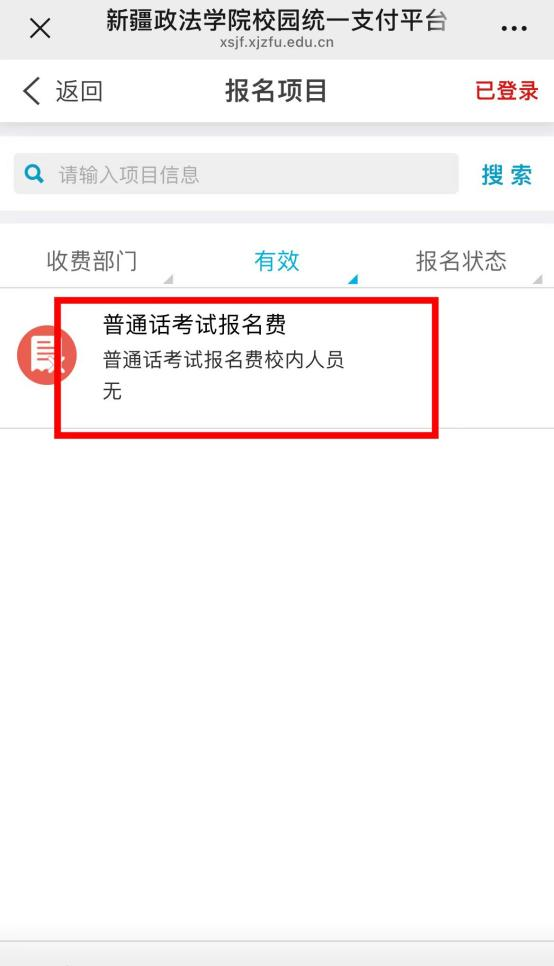 新疆政法学院校园统一支付平台
xsjf.xjzfu.edu.cn
返回
报名项目
已登录
请输入项目信息
搜索
收费部门
有效
报名状态
普通话考试报名费
普通话考试报名费校内人员
无